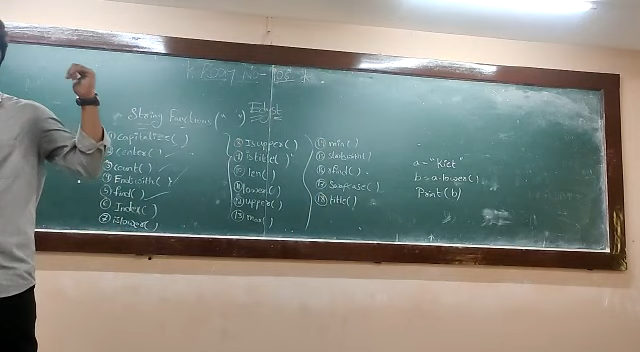 Edyst
String Functions(" ")
① capitalize( )
② center( )
③ count( )
④ Endswith( )
⑤ find( )
⑥ Index( )
⑦ islower( )
⑧ Isupper( )
⑨ istitle( )
⑩ len( )
⑪ lower( )
⑫ upper( )
⑬ max( )
⑭ min( )
⑮ startswith( )
⑯ rfind( )
⑰ Swapcase( )
⑱ title( )
a="Kiet"
b=a.lower( )
Print(b)